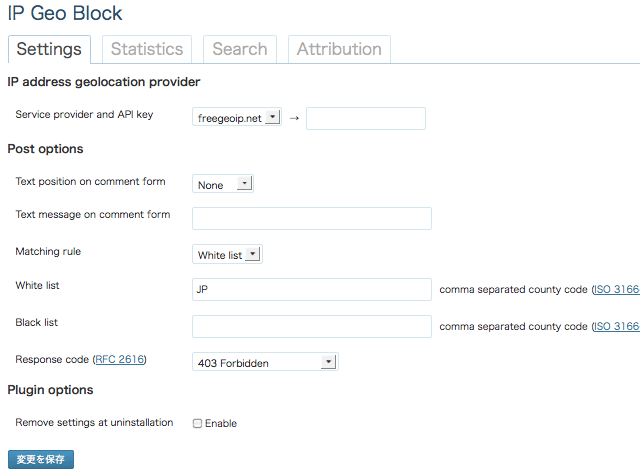 IP Geo Block
Settings Statistics Search Attribution
IP address geolocation provider
Service provider and API key freegeoip.net →
Post options
Text position on comment form None
Text message on comment form
Matching rule White list
White list JP comma separated county code (ISO 3166
Black list comma separated county code (ISO 3166
Response code (RFC 2616) 403 Forbidden
Plugin options
Remove settings at uninstallation Enable
変更を保存